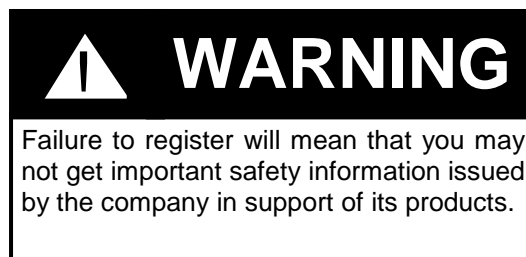 WARNING
Failure to register will mean that you may
not get important safety information issued
by the company in support of its products.